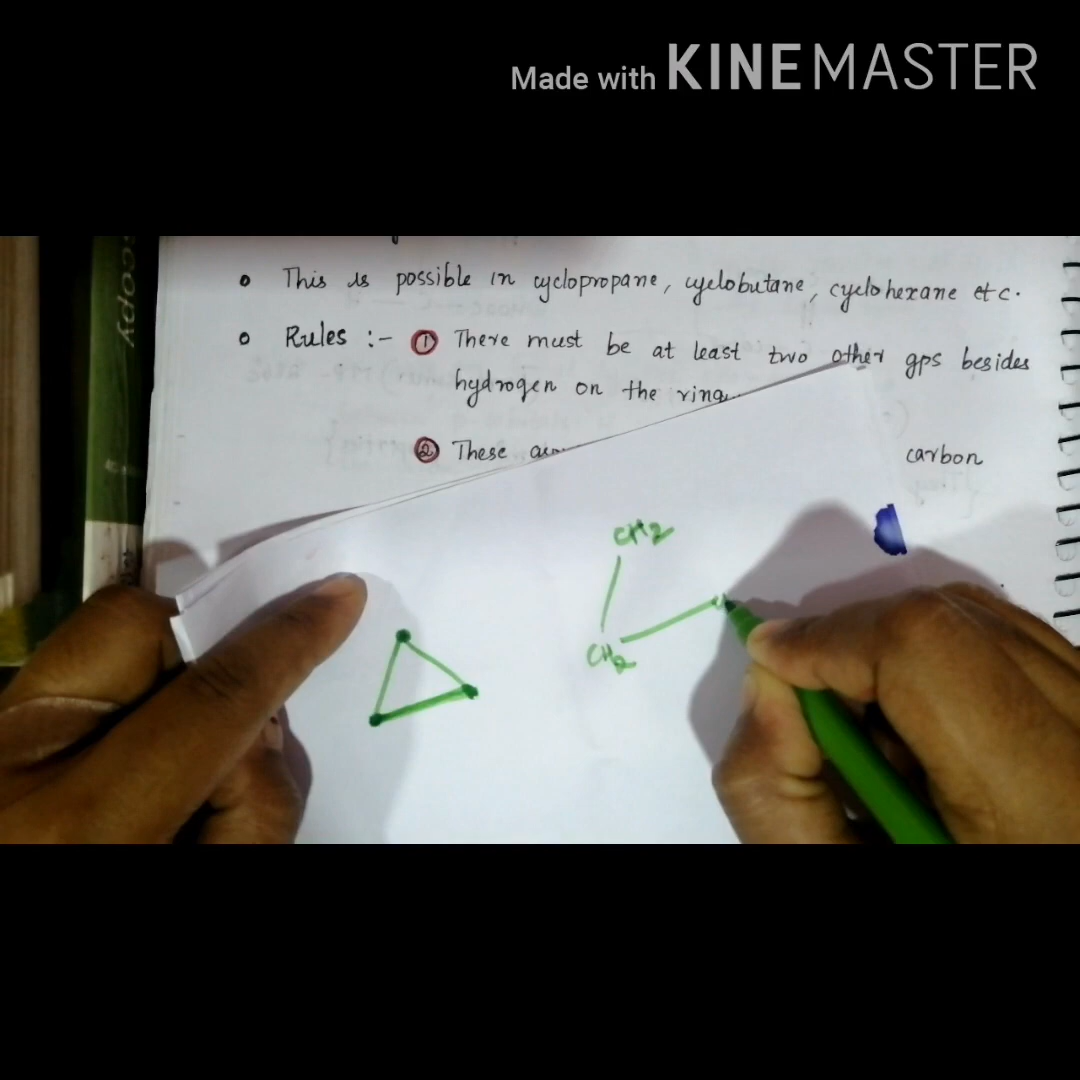 Made with KINEMASTER
• This is possible in cyclopropane, cyclobutane, cyclohexane etc.
• Rules :- ① There must be at least two other gps besides
hydrogen on the ring
② These carbon
CH2
CH2